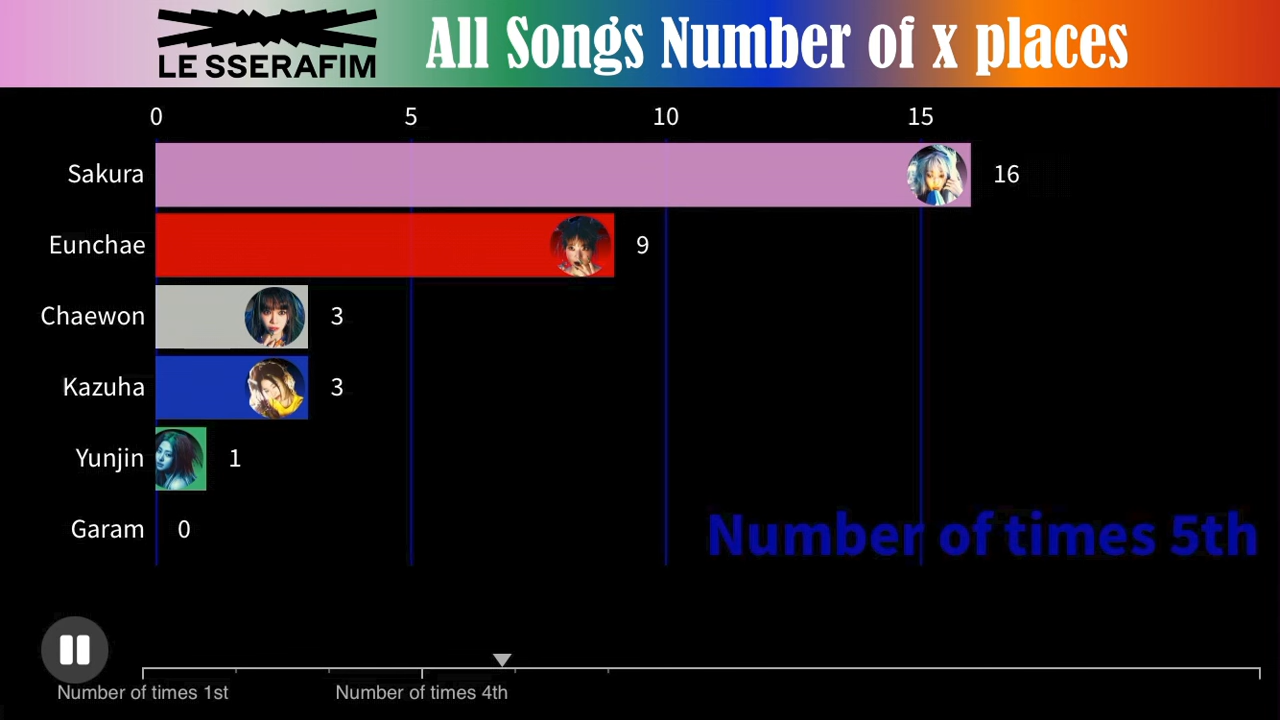 LE SSERAFIM
All Songs Number of x places
0 5 10 15
Sakura 16
Eunchae 9
Chaewon 3
Kazuha 3
Yunjin 1
Garam 0
Number of times 5th
Number of times 1st Number of times 4th